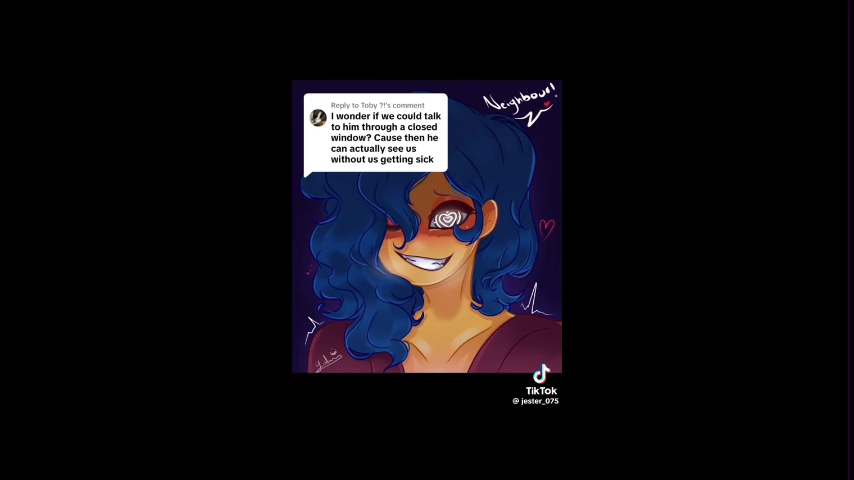 Neighbour!
Reply to Toby ?!'s comment
I wonder if we could talk
to him through a closed
window? Cause then he
can actually see us
without us getting sick
TikTok
@ jester_075